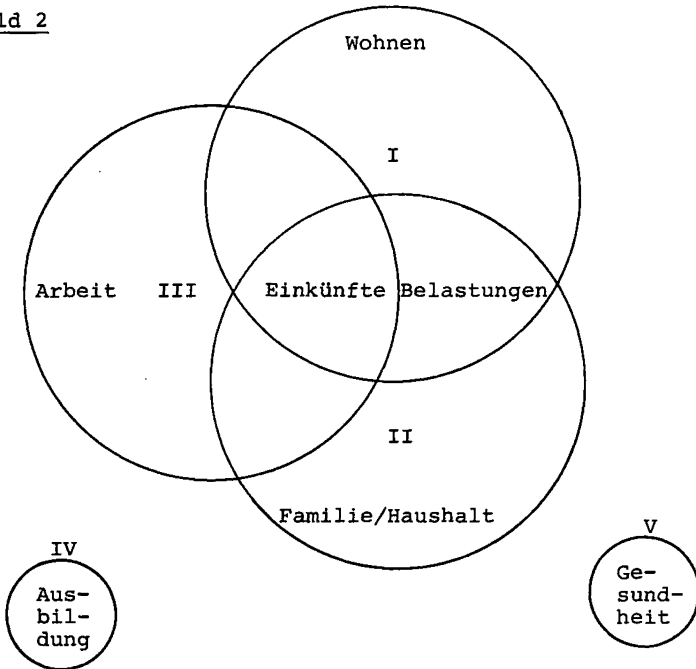 ld 2
Wohnen
I
Arbeit III Einkünfte Belastungen
II
Familie/Haushalt
IV
Aus-
bil-
dung
V
Ge-
sund-
heit